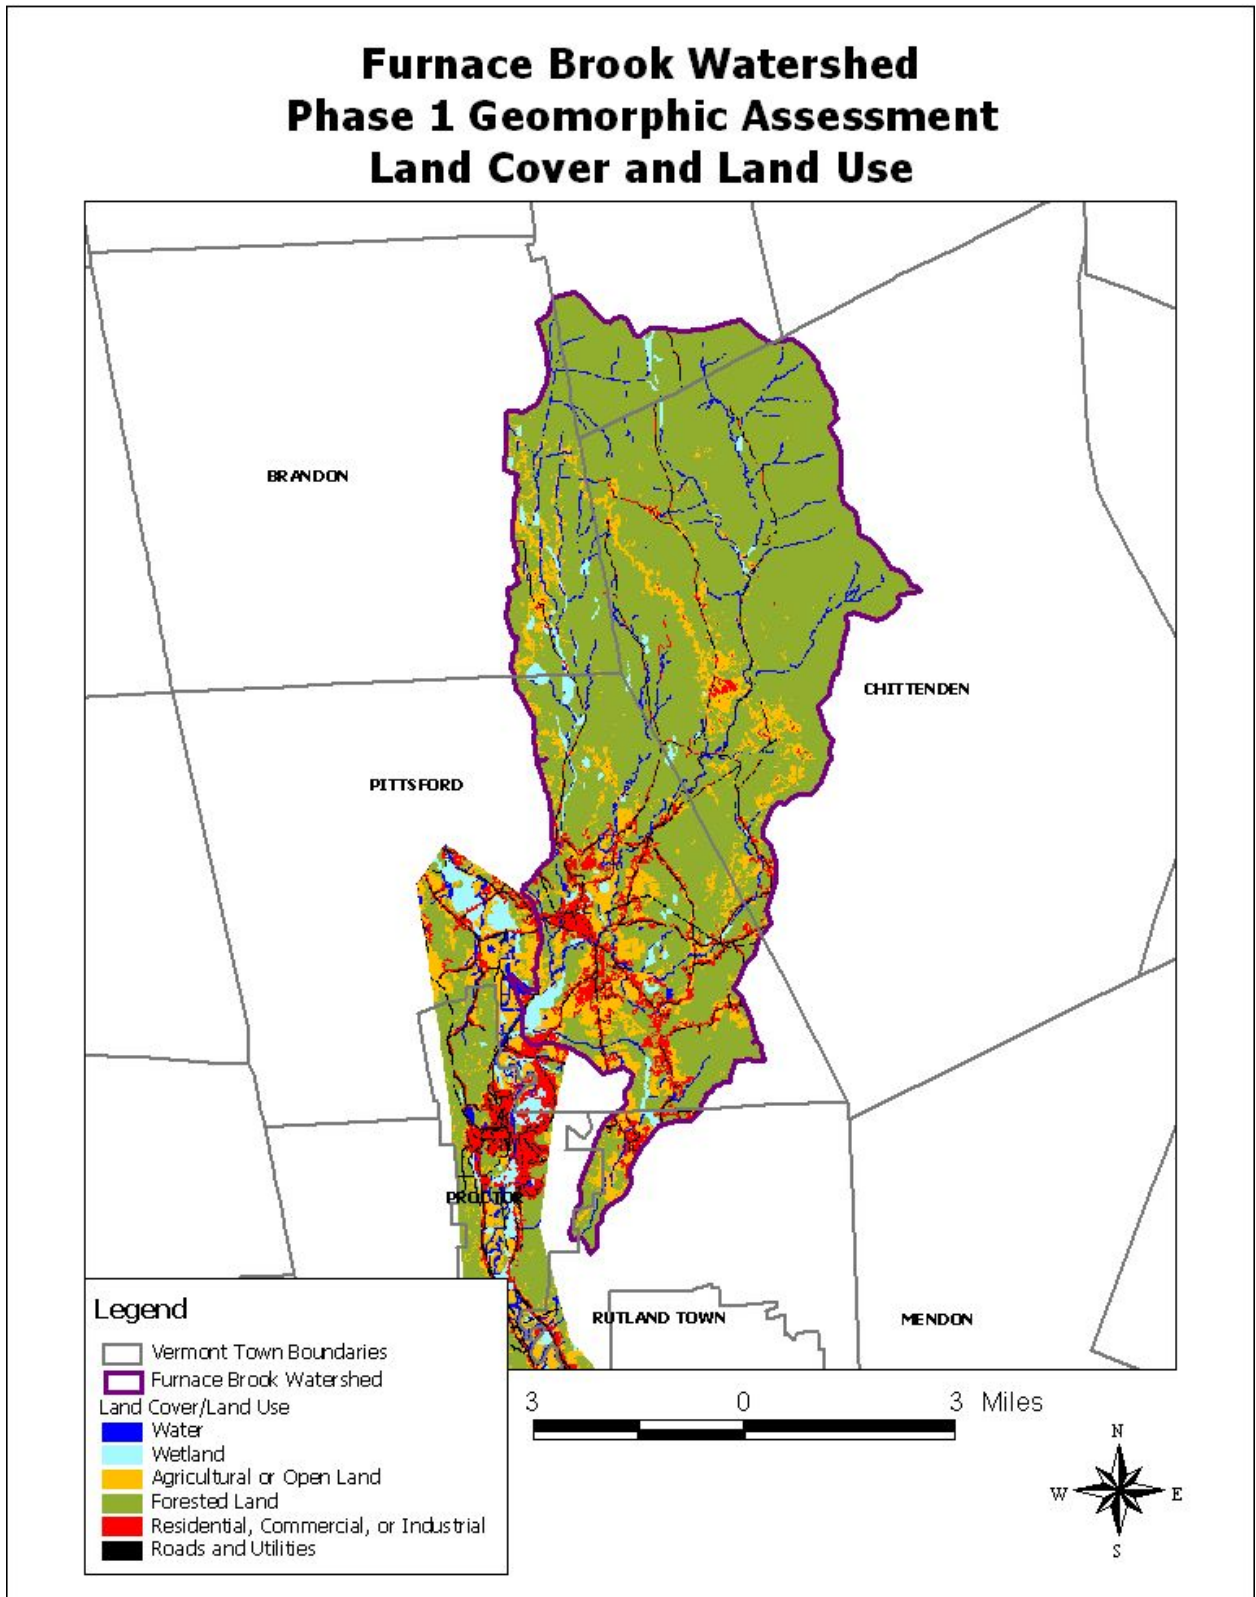 Furnace Brook Watershed
Phase 1 Geomorphic Assessment
Land Cover and Land Use
BRANDON
CHITTENDEN
PITTSFORD
PROCTOR
RUTLAND TOWN
MENDON
Legend
Vermont Town Boundaries
Furnace Brook Watershed
Land Cover/Land Use
Water
Wetland
Agricultural or Open Land
Forested Land
Residential, Commercial, or Industrial
Roads and Utilities
3 0 3 Miles
N
W E
S